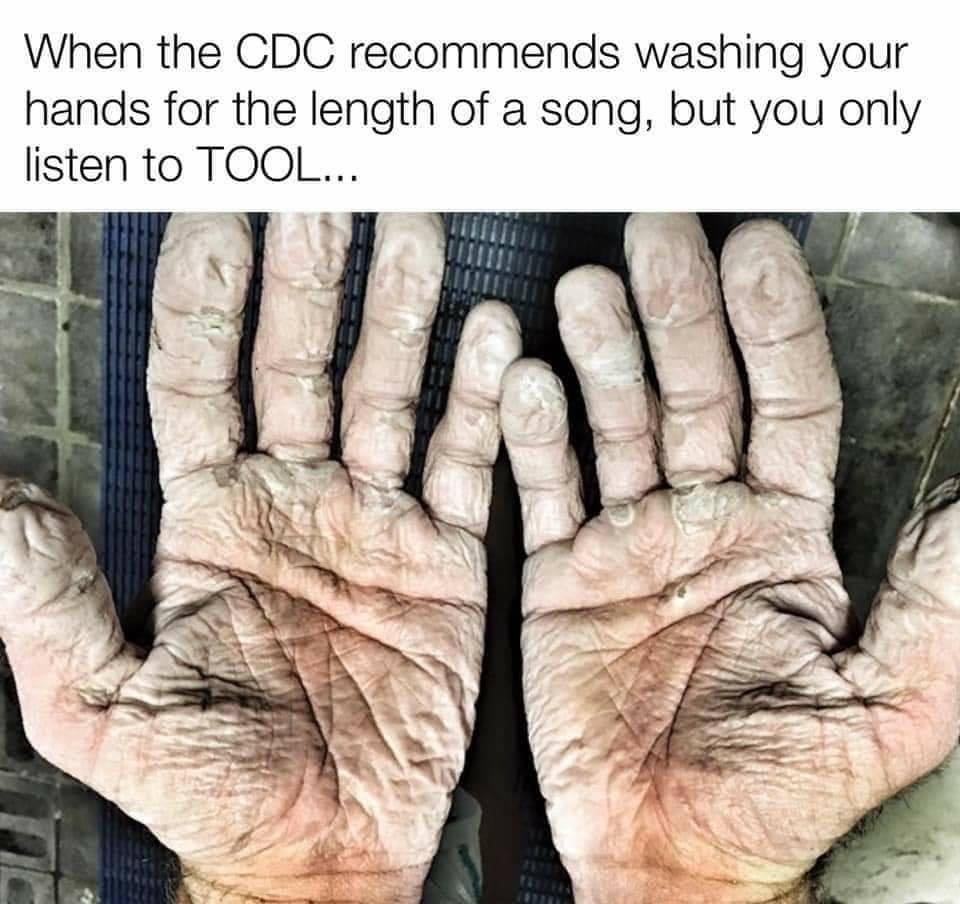 When the CDC recommends washing your
hands for the length of a song, but you only
listen to TOOL...